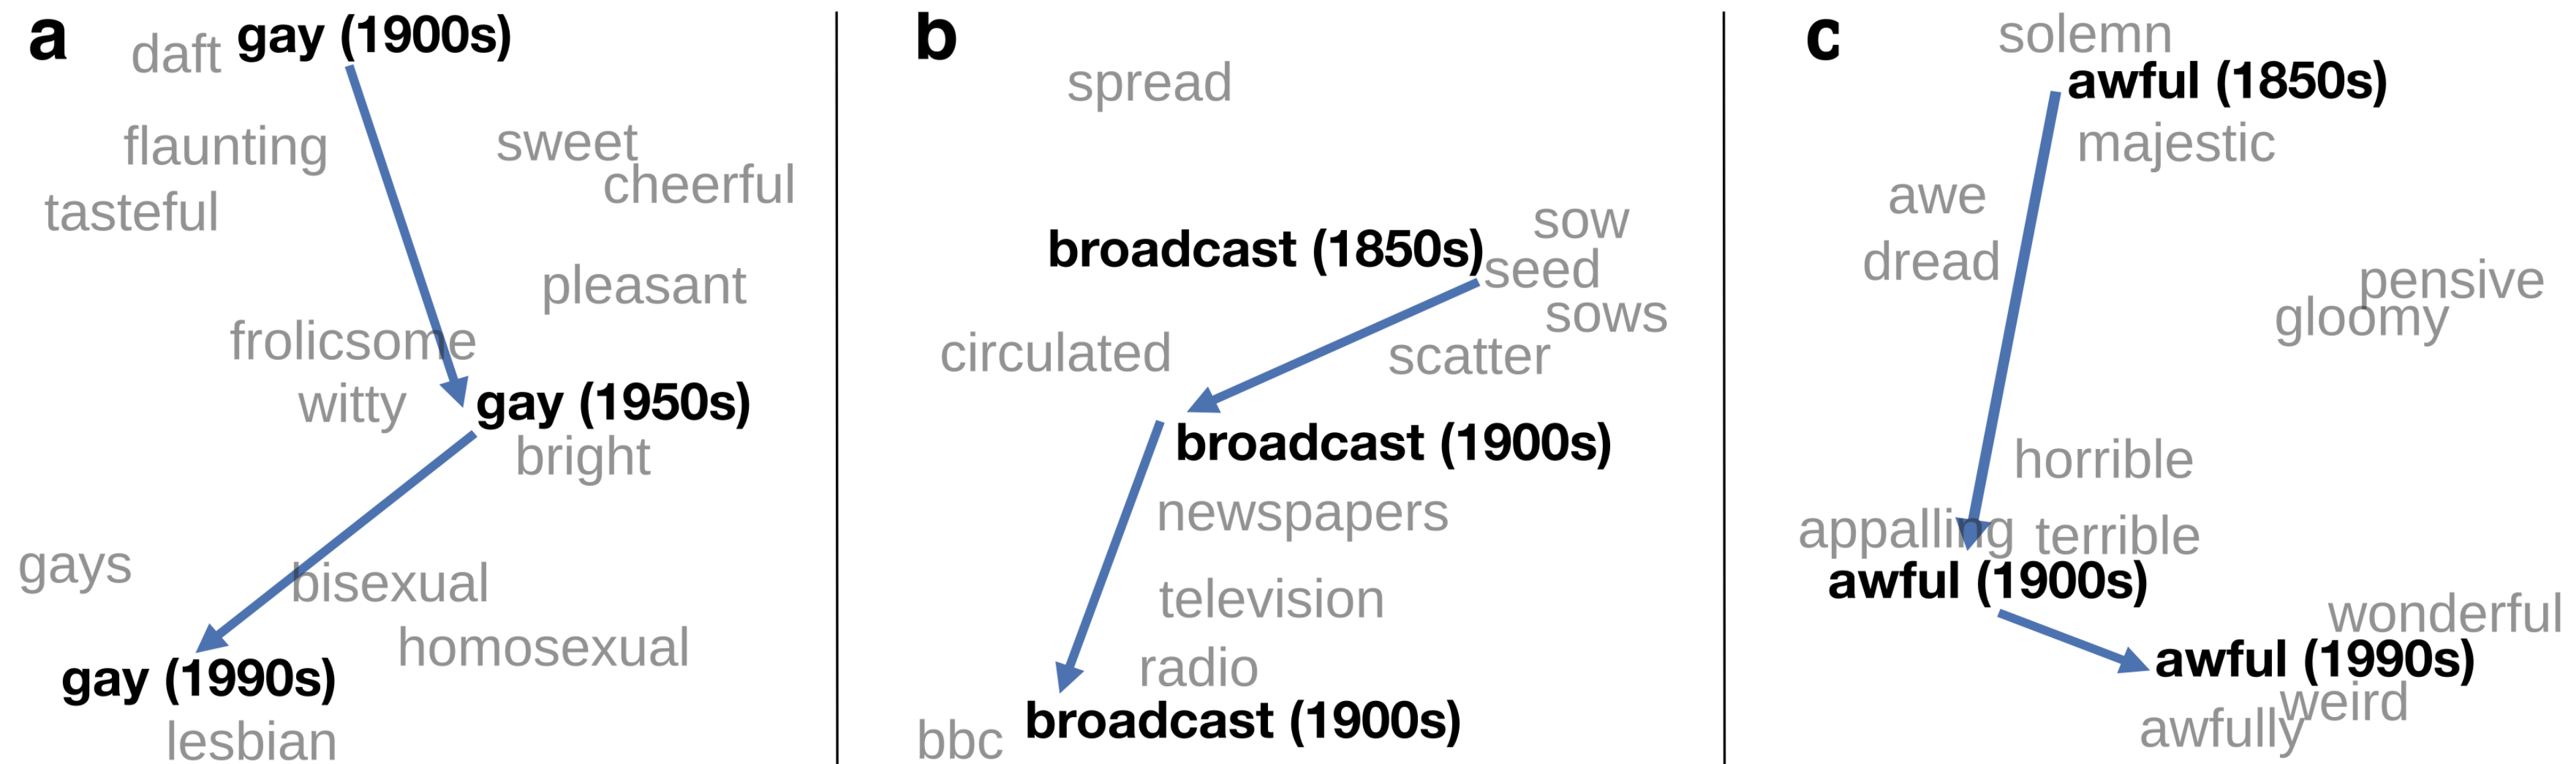 a
daft gay (1900s)
flaunting
sweet
cheerful
tasteful
pleasant
frolicsome
witty
gay (1950s)
bright
gays
bisexual
homosexual
gay (1990s)
lesbian
b
spread
sow
broadcast (1850s)
seed
sows
circulated
scatter
broadcast (1900s)
newspapers
television
radio
broadcast (1900s)
bbc
c
solemn
awful (1850s)
majestic
awe
dread
pensive
gloomy
horrible
appalling terrible
awful (1900s)
wonderful
awful (1990s)
weird
awfully